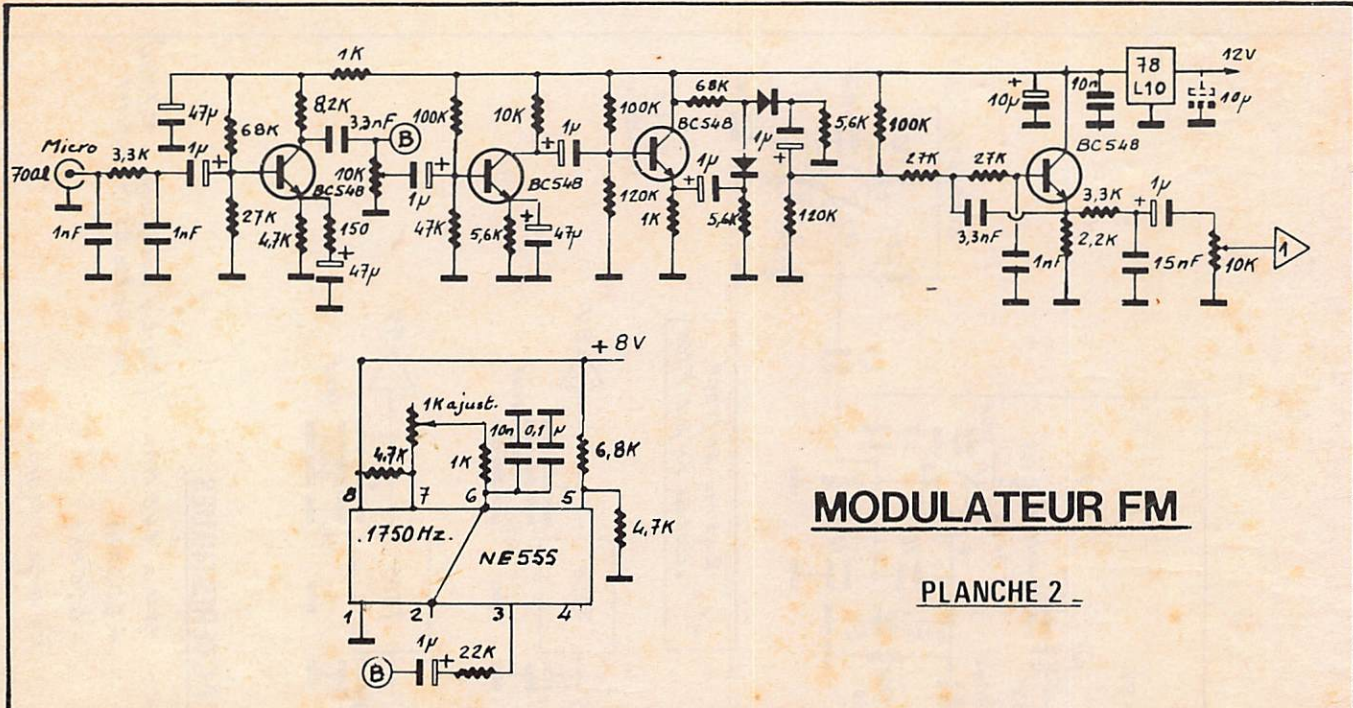 1K
12V
78
L10
8,2K
47µ
68K
3,3nF
B
100K
10K
1µ
100K
68K
BC548
1µ
5,6K
100K
10µ
10n
10µ
BC548
Micro
1µ
3,3K
BC548
10K
1µ
BC548
1µ
27K
27K
3,3K
1µ
1nF
1nF
27K
4,7K
150
47µ
47K
5,6K
47µ
120K
1K
5,6K
120K
3,3nF
1nF
2,2K
15nF
10K
1
+ 8V
1K ajust.
10n 0,1µ
4,7K
1K
6,8K
8 7 6 5
4,7K
1750Hz.
NE555
1 2 3 4
1µ
22K
B
MODULATEUR FM
PLANCHE 2